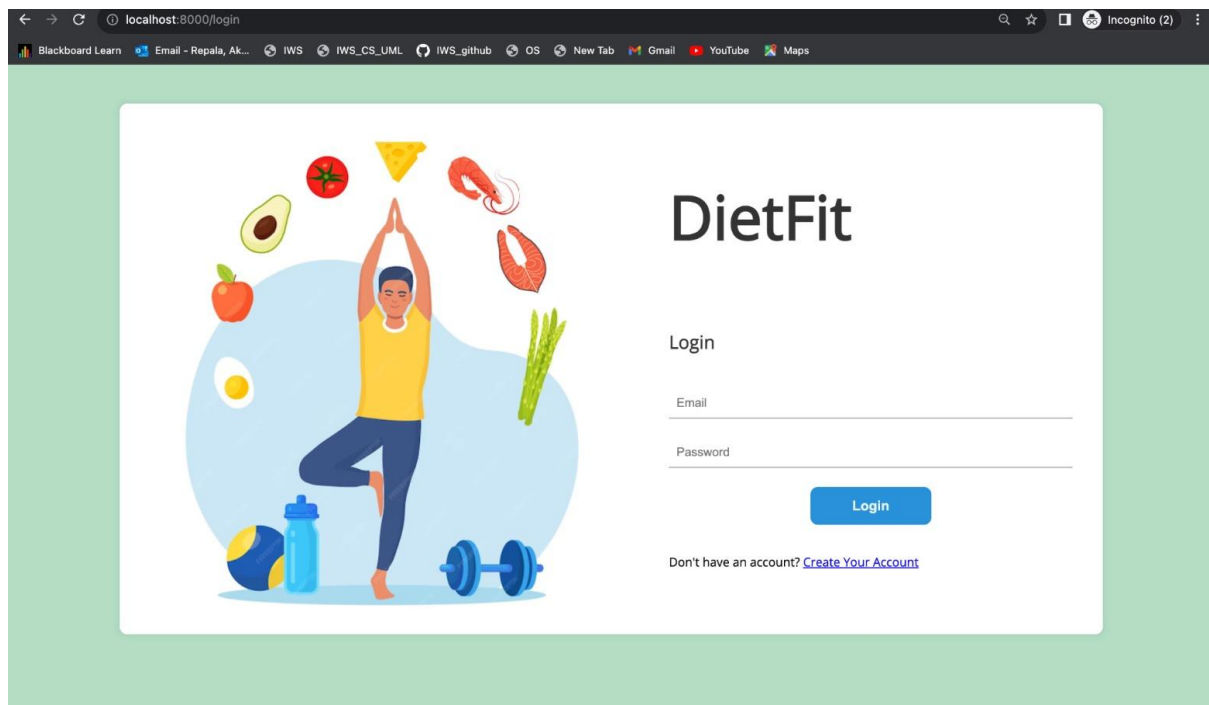 localhost:8000/login
Incognito (2)
Blackboard Learn Email - Repala, Ak... IWS IWS_CS_UML IWS_github OS New Tab Gmail YouTube Maps
DietFit
Login
Email
Password
Login
Don't have an account? Create Your Account